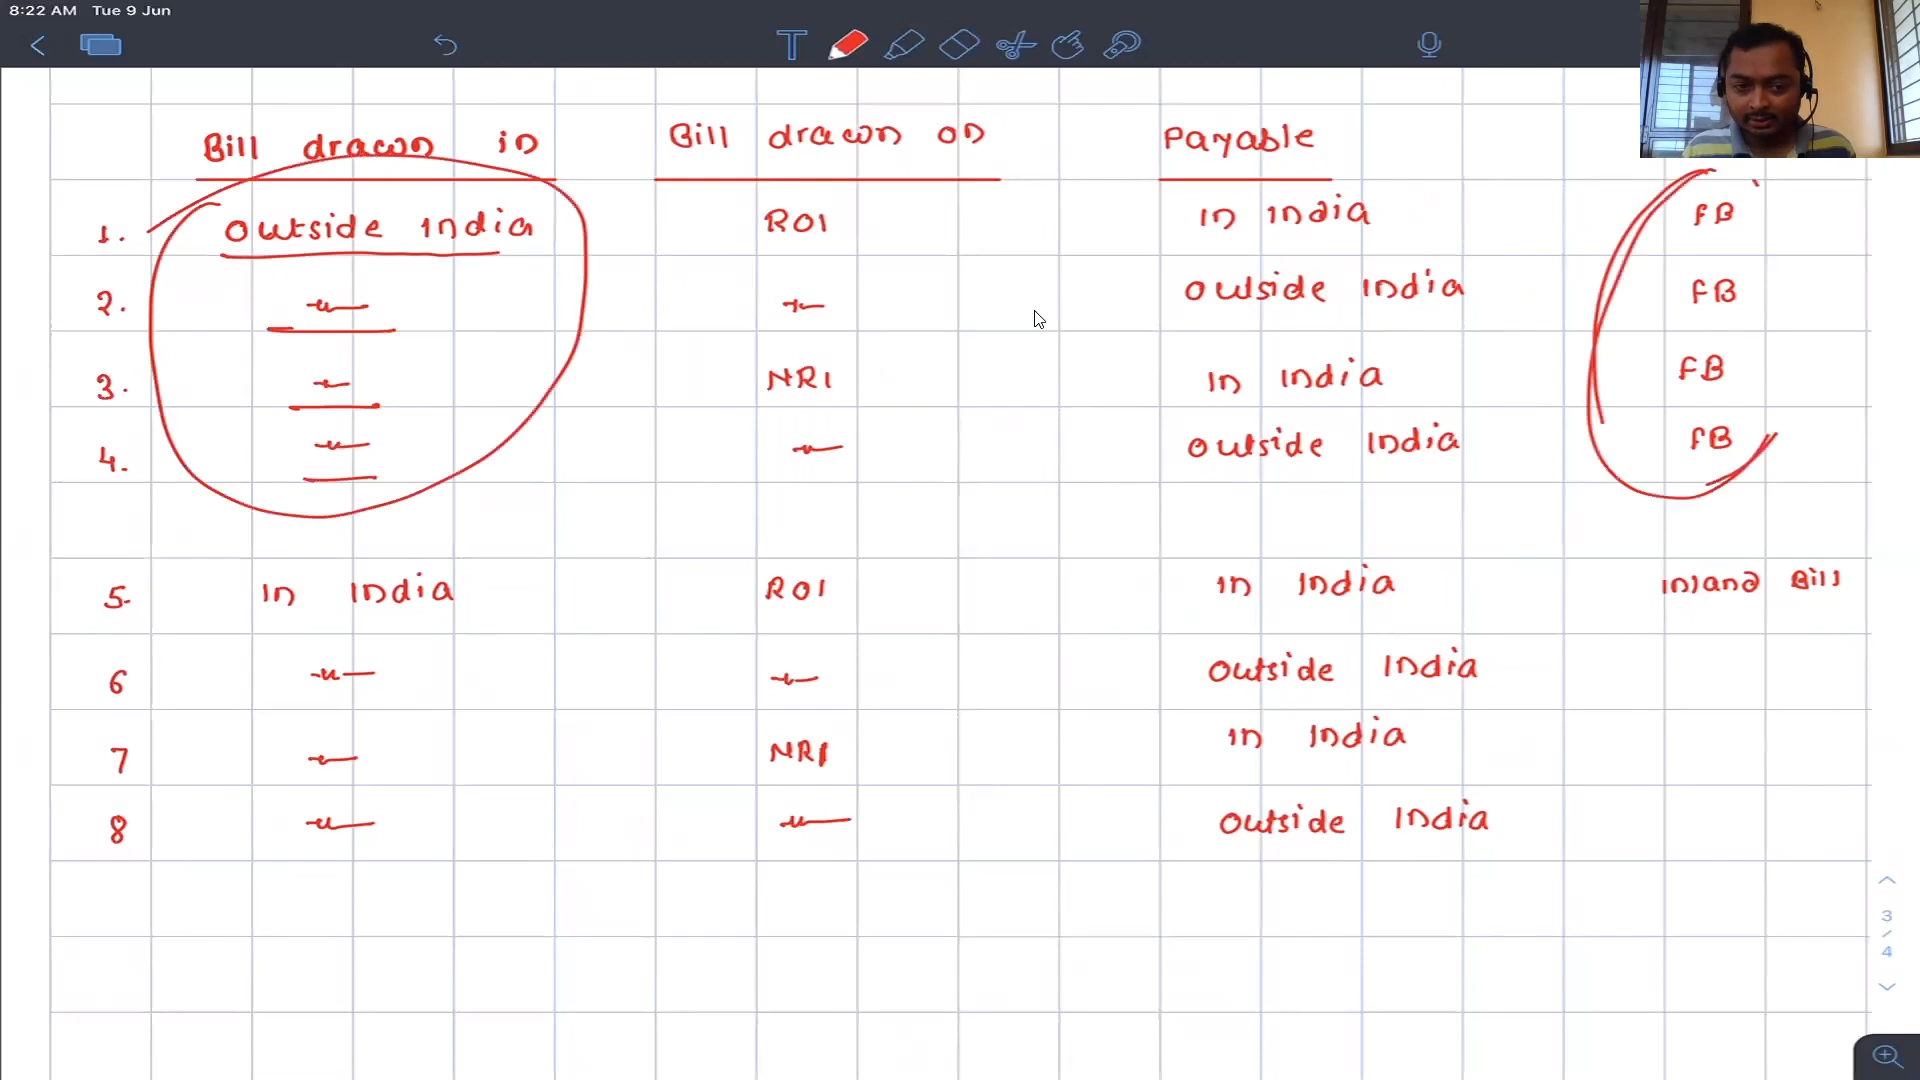 8:22 AM Tue 9 Jun
Bill drawn in Bill drawn on Payable
1. Outside India ROI In India FB
2. -"- -"- Outside India FB
3. -"- NRI In India FB
4. -"- -"- Outside India FB
5. In India ROI In India Inland Bill
6 -"- -"- Outside India
7 -"- NRI In India
8 -"- -"- Outside India
3
/
4